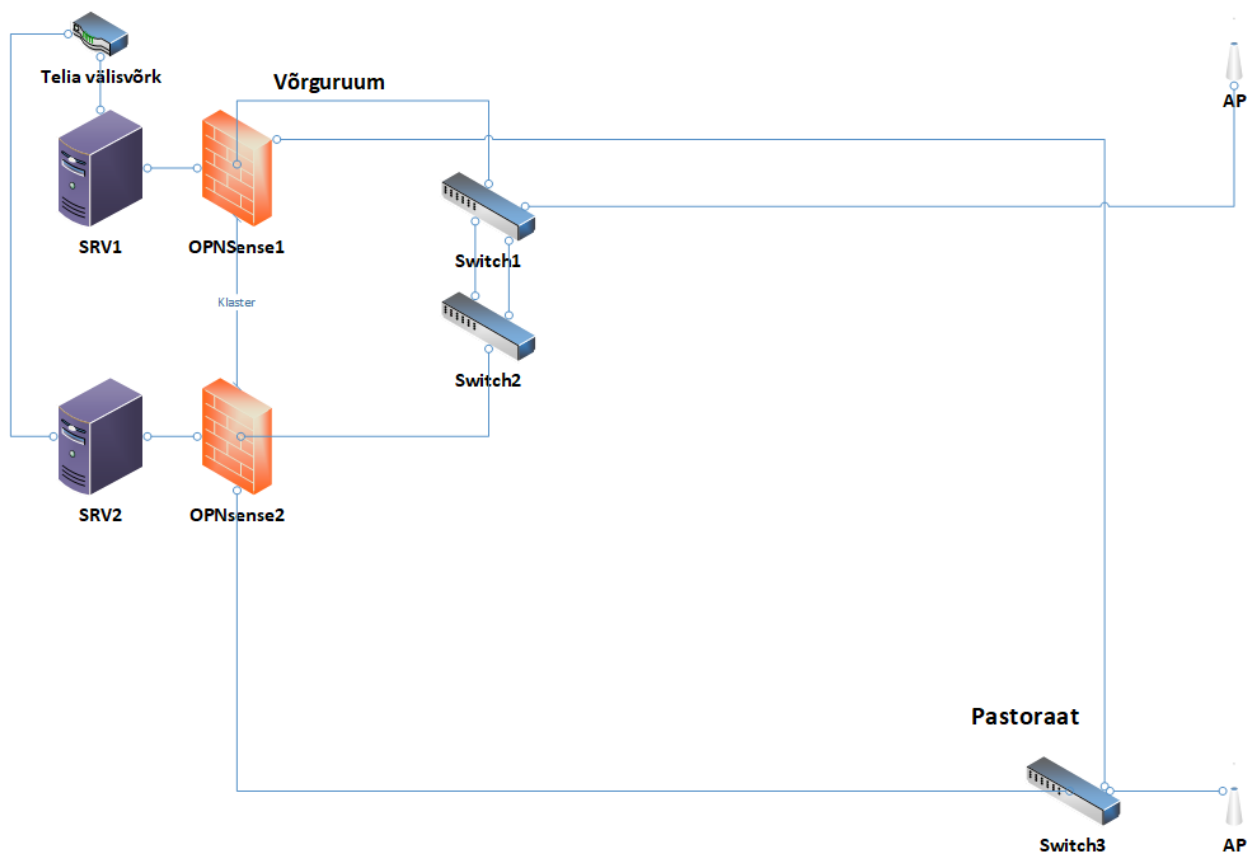 Telia välisvõrk
Võrguruum
AP
SRV1
OPNSense1
Switch1
Klaster
Switch2
SRV2
OPNsense2
Pastoraat
Switch3
AP